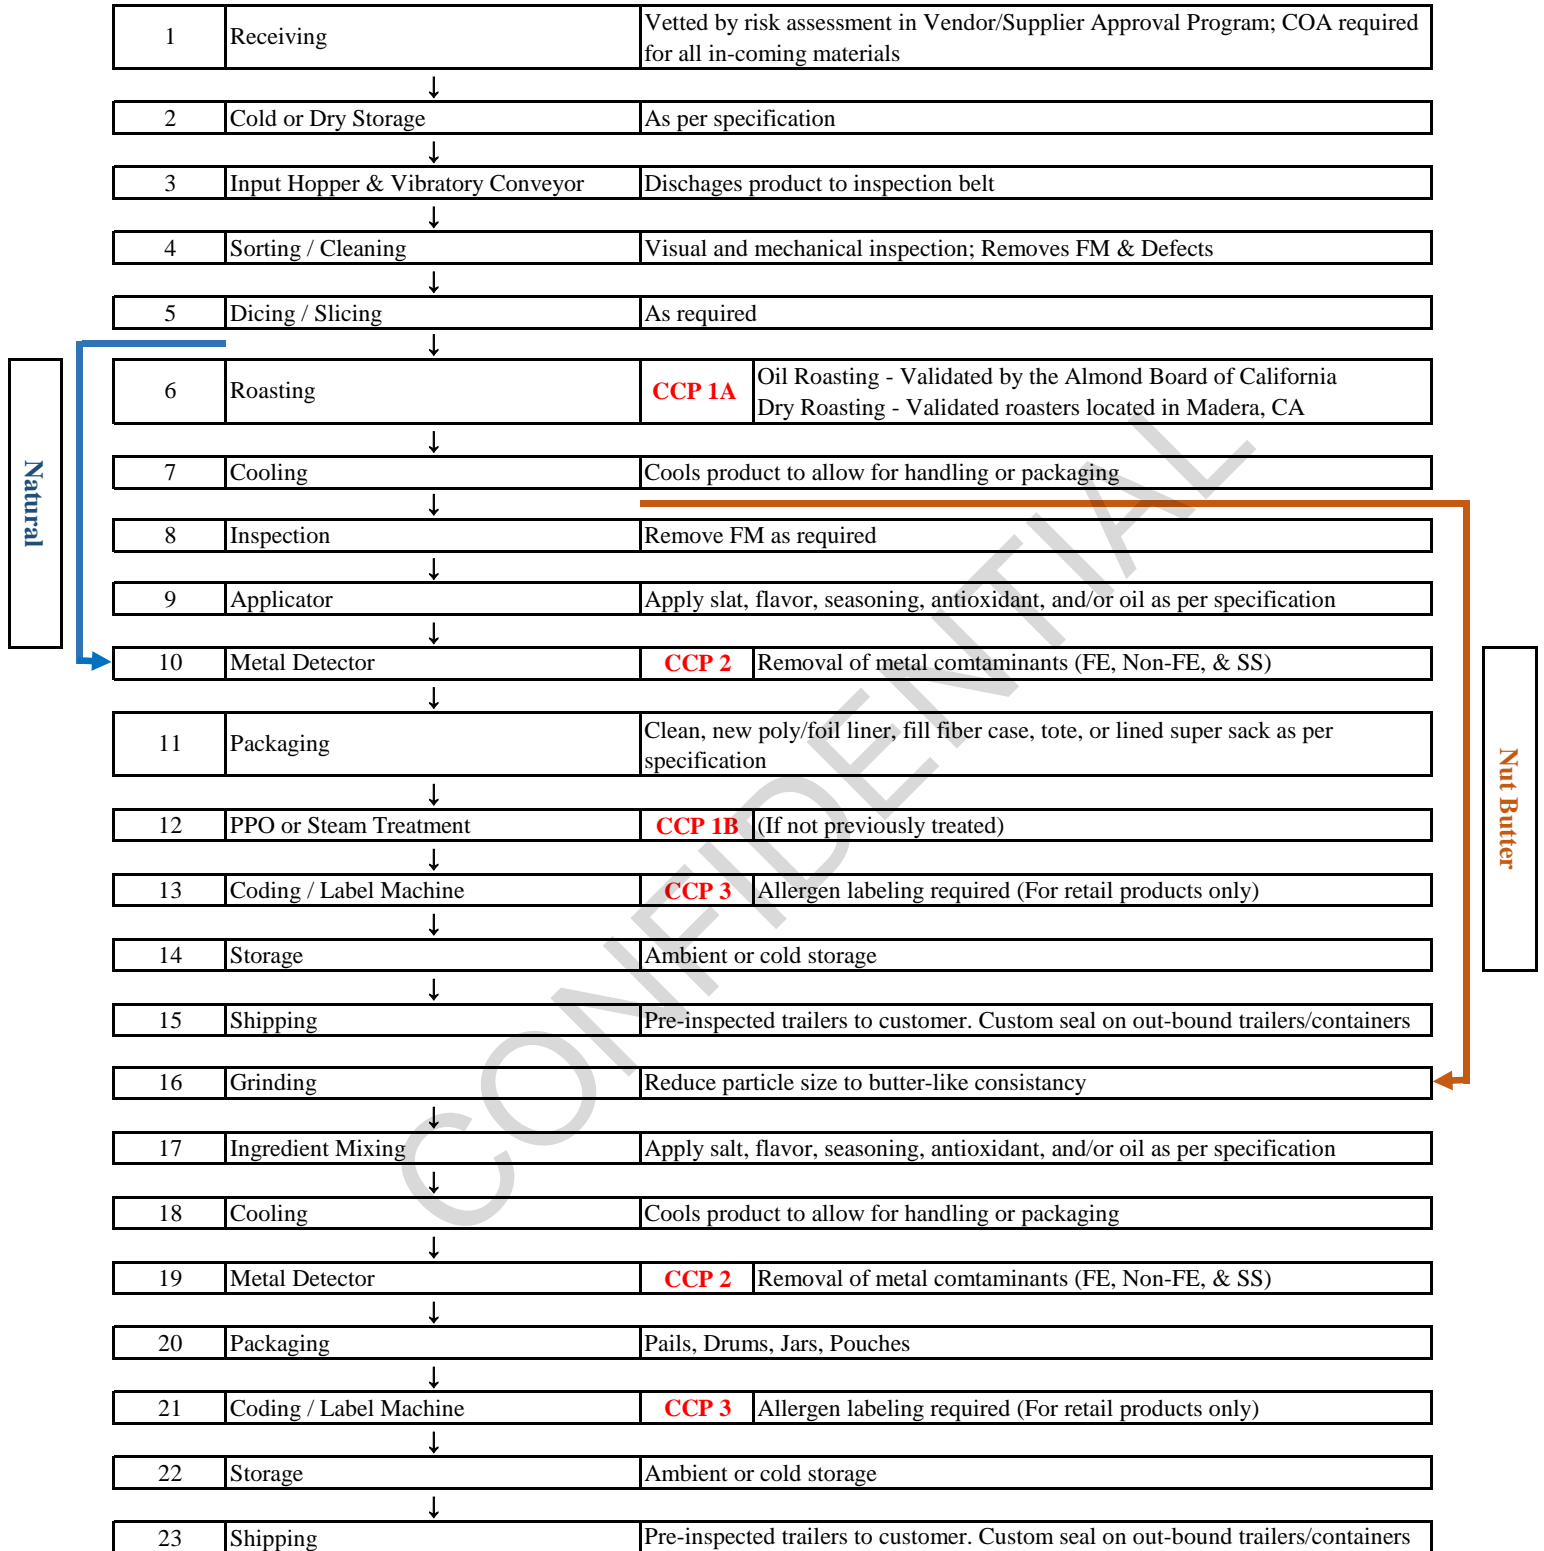 1 Receiving Vetted by risk assessment in Vendor/Supplier Approval Program; COA required
for all in-coming materials
↓
2 Cold or Dry Storage As per specification
↓
3 Input Hopper & Vibratory Conveyor Dischages product to inspection belt
↓
4 Sorting / Cleaning Visual and mechanical inspection; Removes FM & Defects
↓
5 Dicing / Slicing As required
↓
6 Roasting CCP 1A Oil Roasting - Validated by the Almond Board of California
Dry Roasting - Validated roasters located in Madera, CA
↓
7 Cooling Cools product to allow for handling or packaging
↓
Natural
8 Inspection Remove FM as required
↓
9 Applicator Apply slat, flavor, seasoning, antioxidant, and/or oil as per specification
↓
10 Metal Detector CCP 2 Removal of metal comtaminants (FE, Non-FE, & SS)
↓
11 Packaging Clean, new poly/foil liner, fill fiber case, tote, or lined super sack as per
specification
↓
Nut Butter
12 PPO or Steam Treatment CCP 1B (If not previously treated)
↓
13 Coding / Label Machine CCP 3 Allergen labeling required (For retail products only)
↓
14 Storage Ambient or cold storage
↓
15 Shipping Pre-inspected trailers to customer. Custom seal on out-bound trailers/containers
16 Grinding Reduce particle size to butter-like consistancy
↓
17 Ingredient Mixing Apply salt, flavor, seasoning, antioxidant, and/or oil as per specification
↓
18 Cooling Cools product to allow for handling or packaging
↓
19 Metal Detector CCP 2 Removal of metal comtaminants (FE, Non-FE, & SS)
↓
20 Packaging Pails, Drums, Jars, Pouches
↓
21 Coding / Label Machine CCP 3 Allergen labeling required (For retail products only)
↓
22 Storage Ambient or cold storage
↓
23 Shipping Pre-inspected trailers to customer. Custom seal on out-bound trailers/containers
CONFIDENTIAL